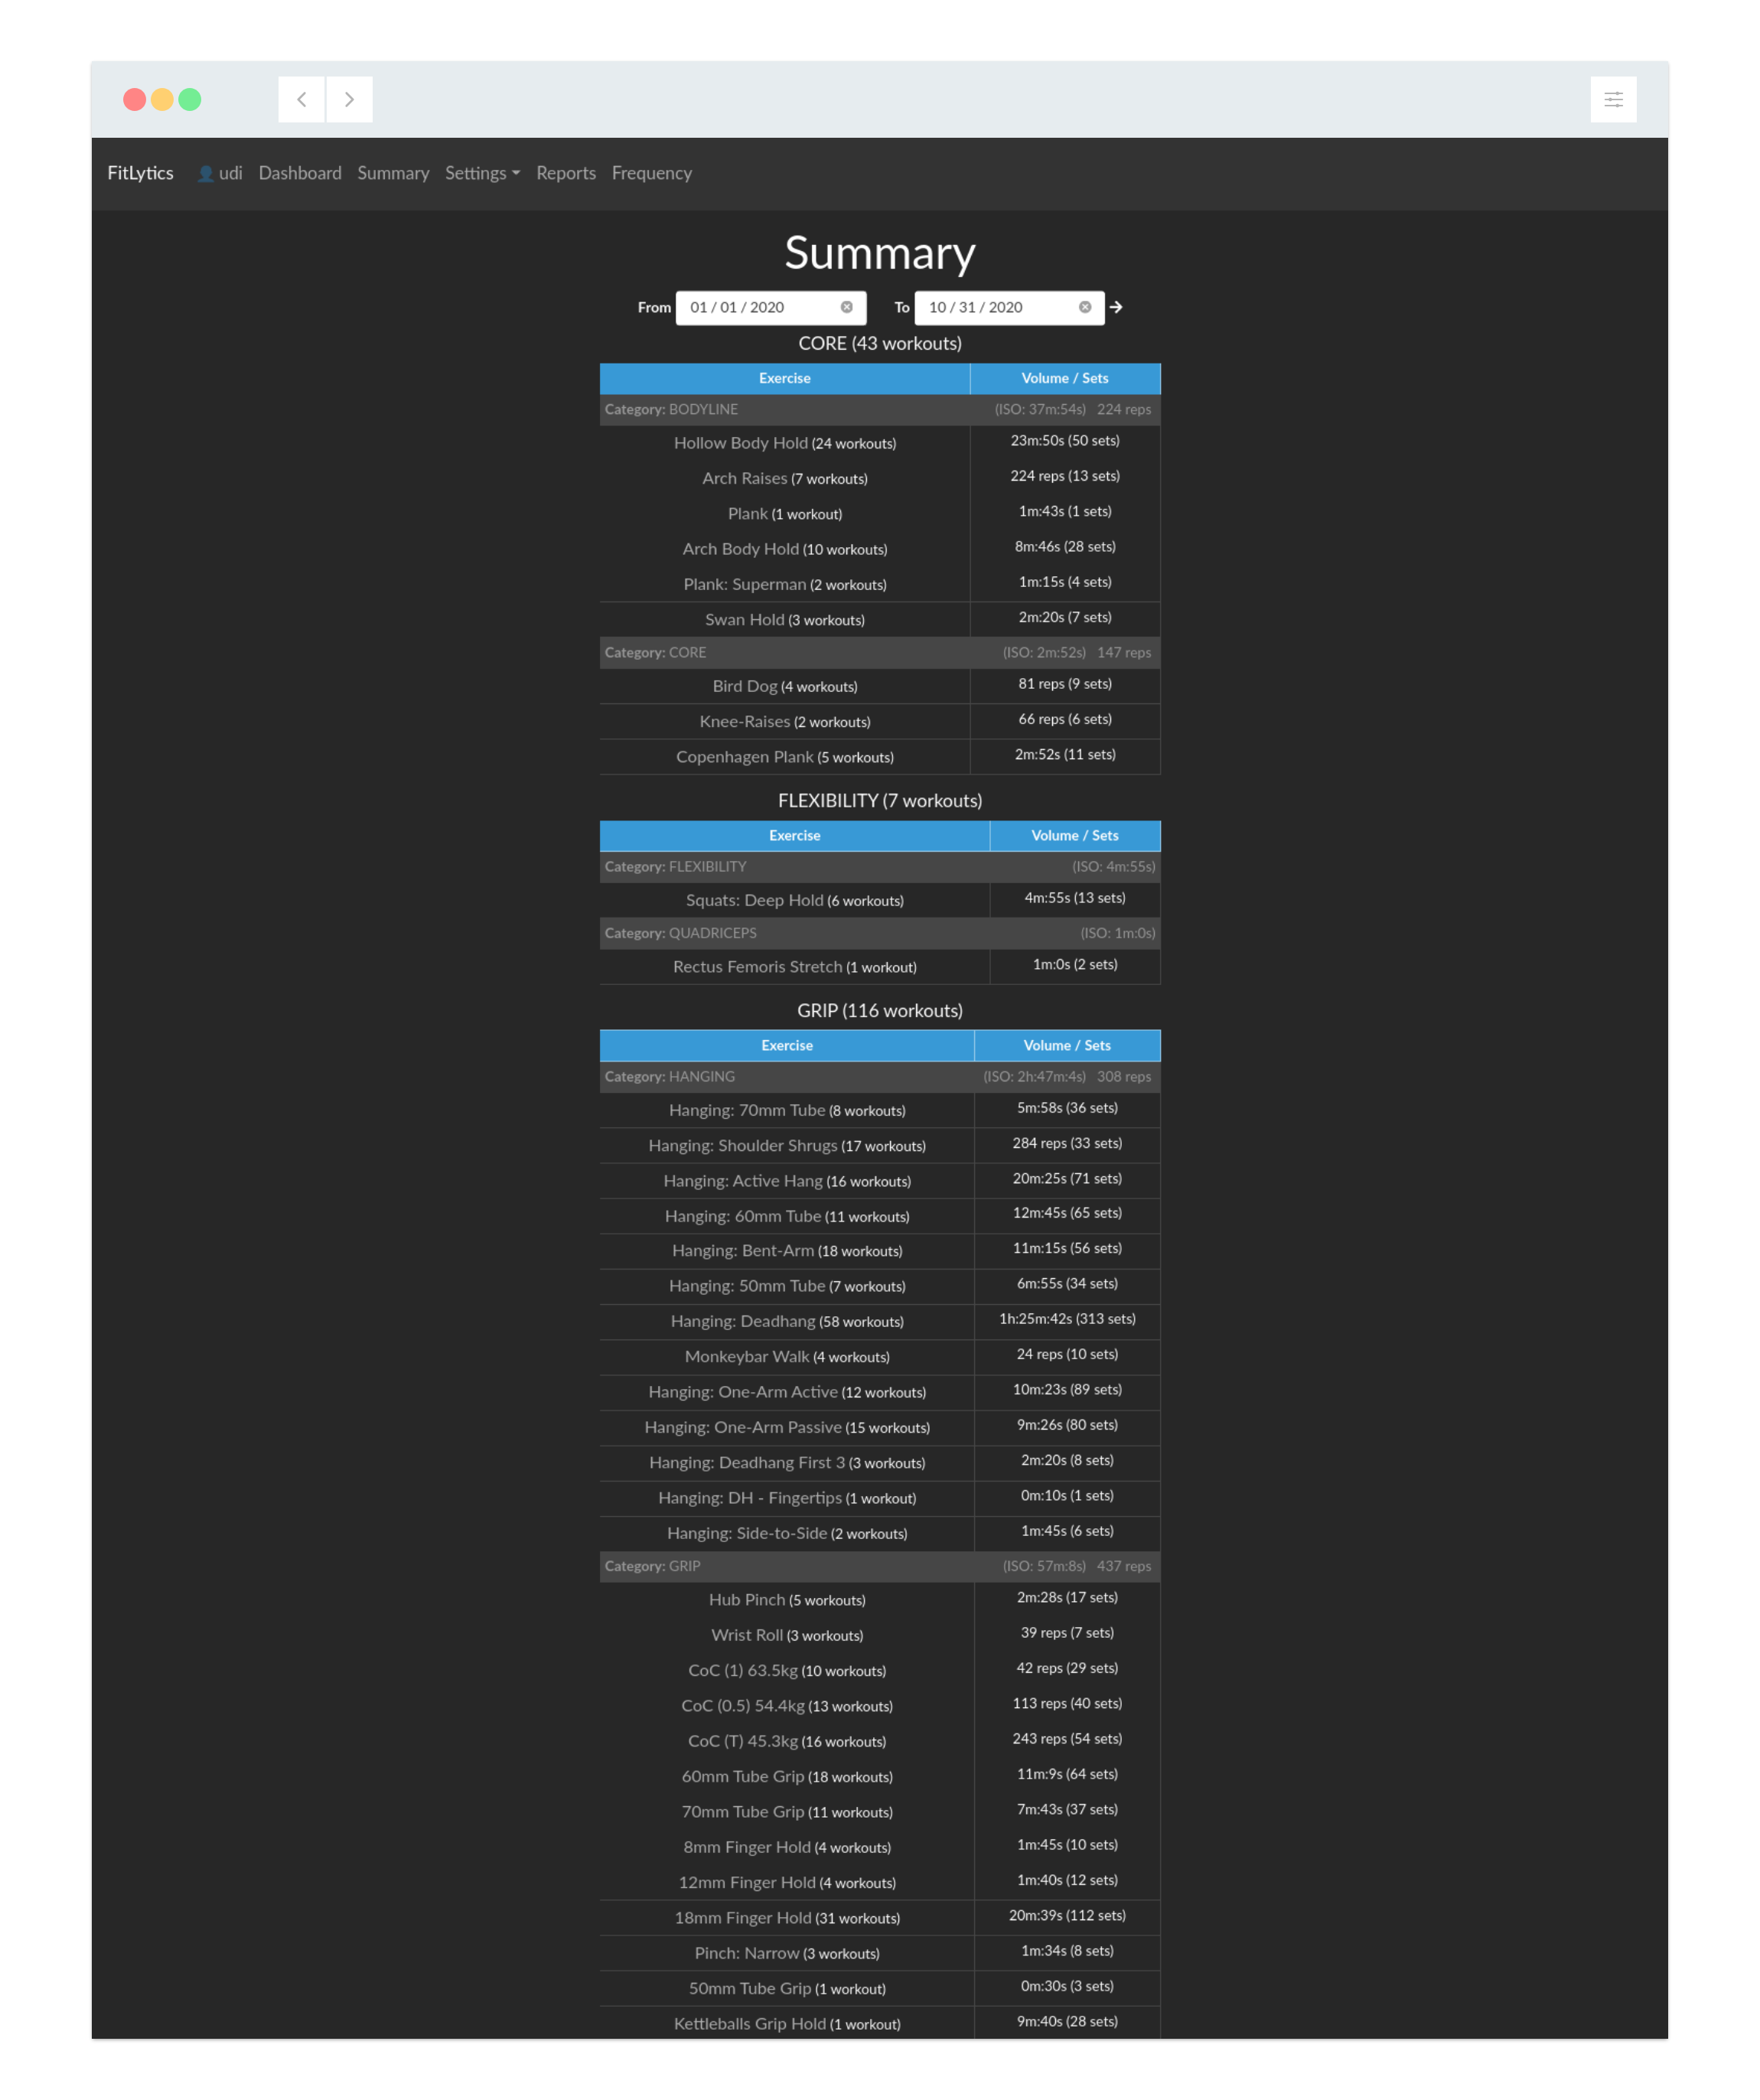 FitLytics udi Dashboard Summary Settings Reports Frequency
Summary
From 01 / 01 / 2020 To 10 / 31 / 2020
CORE (43 workouts)
Exercise Volume / Sets
Category: BODYLINE (ISO: 37m:54s) 224 reps
Hollow Body Hold (24 workouts) 23m:50s (50 sets)
Arch Raises (7 workouts) 224 reps (13 sets)
Plank (1 workout) 1m:43s (1 sets)
Arch Body Hold (10 workouts) 8m:46s (28 sets)
Plank: Superman (2 workouts) 1m:15s (4 sets)
Swan Hold (3 workouts) 2m:20s (7 sets)
Category: CORE (ISO: 2m:52s) 147 reps
Bird Dog (4 workouts) 81 reps (9 sets)
Knee-Raises (2 workouts) 66 reps (6 sets)
Copenhagen Plank (5 workouts) 2m:52s (11 sets)
FLEXIBILITY (7 workouts)
Exercise Volume / Sets
Category: FLEXIBILITY (ISO: 4m:55s)
Squats: Deep Hold (6 workouts) 4m:55s (13 sets)
Category: QUADRICEPS (ISO: 1m:0s)
Rectus Femoris Stretch (1 workout) 1m:0s (2 sets)
GRIP (116 workouts)
Exercise Volume / Sets
Category: HANGING (ISO: 2h:47m:4s) 308 reps
Hanging: 70mm Tube (8 workouts) 5m:58s (36 sets)
Hanging: Shoulder Shrugs (17 workouts) 284 reps (33 sets)
Hanging: Active Hang (16 workouts) 20m:25s (71 sets)
Hanging: 60mm Tube (11 workouts) 12m:45s (65 sets)
Hanging: Bent-Arm (18 workouts) 11m:15s (56 sets)
Hanging: 50mm Tube (7 workouts) 6m:55s (34 sets)
Hanging: Deadhang (58 workouts) 1h:25m:42s (313 sets)
Monkeybar Walk (4 workouts) 24 reps (10 sets)
Hanging: One-Arm Active (12 workouts) 10m:23s (89 sets)
Hanging: One-Arm Passive (15 workouts) 9m:26s (80 sets)
Hanging: Deadhang First 3 (3 workouts) 2m:20s (8 sets)
Hanging: DH - Fingertips (1 workout) 0m:10s (1 sets)
Hanging: Side-to-Side (2 workouts) 1m:45s (6 sets)
Category: GRIP (ISO: 57m:8s) 437 reps
Hub Pinch (5 workouts) 2m:28s (17 sets)
Wrist Roll (3 workouts) 39 reps (7 sets)
CoC (1) 63.5kg (10 workouts) 42 reps (29 sets)
CoC (0.5) 54.4kg (13 workouts) 113 reps (40 sets)
CoC (T) 45.3kg (16 workouts) 243 reps (54 sets)
60mm Tube Grip (18 workouts) 11m:9s (64 sets)
70mm Tube Grip (11 workouts) 7m:43s (37 sets)
8mm Finger Hold (4 workouts) 1m:45s (10 sets)
12mm Finger Hold (4 workouts) 1m:40s (12 sets)
18mm Finger Hold (31 workouts) 20m:39s (112 sets)
Pinch: Narrow (3 workouts) 1m:34s (8 sets)
50mm Tube Grip (1 workout) 0m:30s (3 sets)
Kettleballs Grip Hold (1 workout) 9m:40s (28 sets)